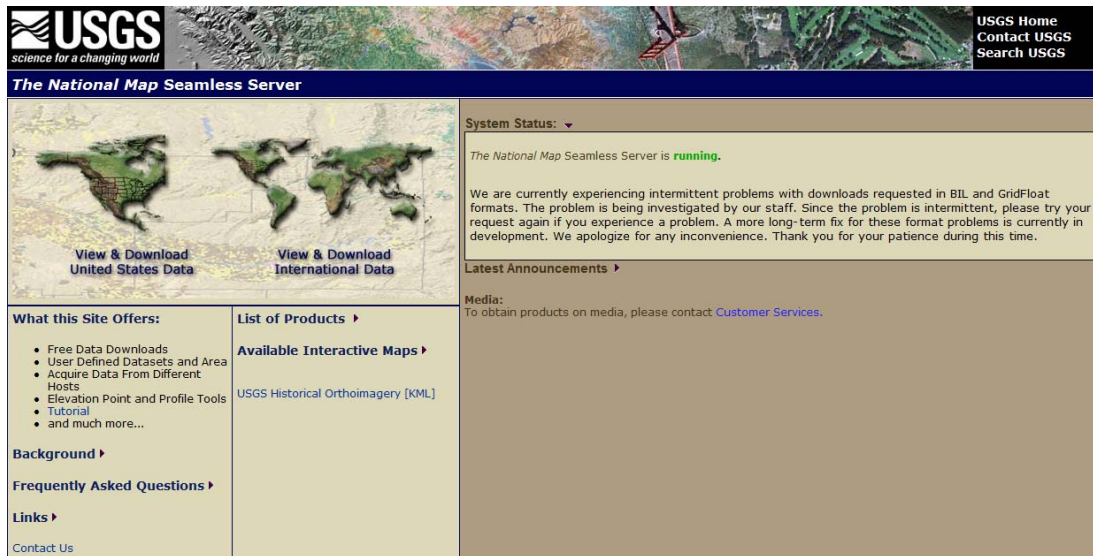 USGS
science for a changing world
USGS Home
Contact USGS
Search USGS
The National Map Seamless Server
View & Download
United States Data
View & Download
International Data
What this Site Offers:
Free Data Downloads
User Defined Datasets and Area
Acquire Data From Different
Hosts
Elevation Point and Profile Tools
Tutorial
and much more...
Background
Frequently Asked Questions
Links
Contact Us
List of Products
Available Interactive Maps
USGS Historical Orthoimagery [KML]
System Status:
The National Map Seamless Server is running.
We are currently experiencing intermittent problems with downloads requested in BIL and GridFloat
formats. The problem is being investigated by our staff. Since the problem is intermittent, please try your
request again if you experience a problem. A more long-term fix for these format problems is currently in
development. We apologize for any inconvenience. Thank you for your patience during this time.
Latest Announcements
Media:
To obtain products on media, please contact Customer Services.